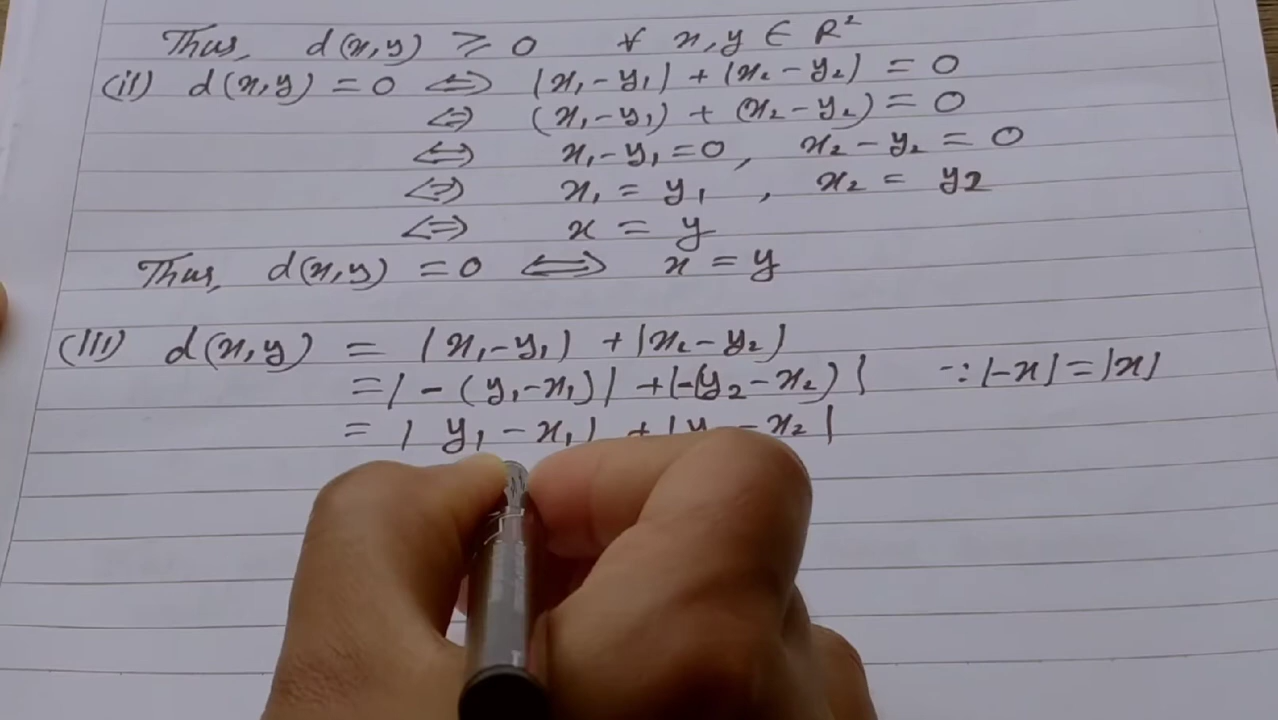 Thus, d(x,y) ⩾ 0 ∀ x,y ∈ R²
(ii) d(x,y) = 0 ⟺ |x₁-y₁| + |x₂-y₂| = 0
⟺ (x₁-y₁) + (x₂-y₂) = 0
⟺ x₁-y₁=0, x₂-y₂ = 0
⟺ x₁ = y₁, x₂ = y₂
⟺ x = y
Thus, d(x,y) = 0 ⟺ x = y
(III) d(x,y) = |x₁-y₁| + |x₂-y₂|
= |-(y₁-x₁)| + |-(y₂-x₂)| ∵ |-x| = |x|
= |y₁-x₁| + |y - x₂|